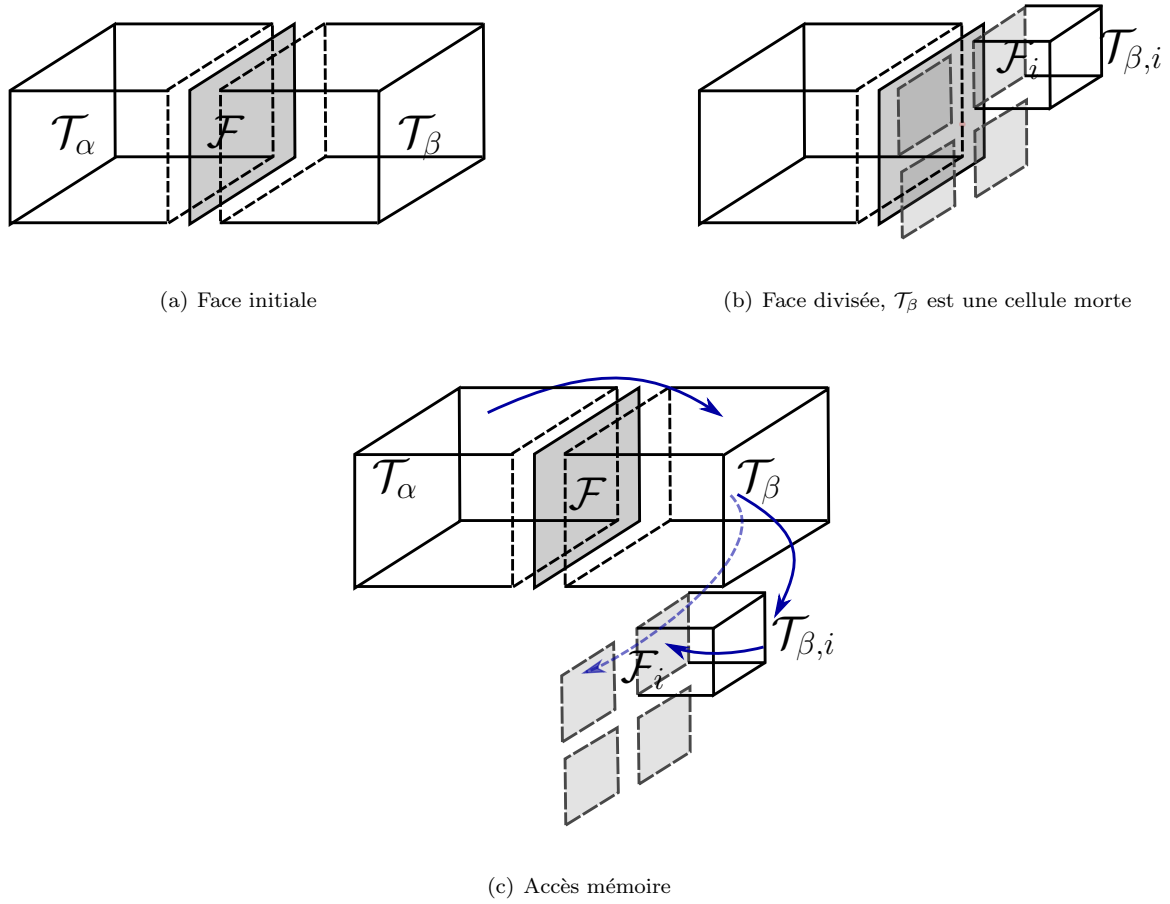 𝒯α
ℱ
𝒯β
ℱi
𝒯β,i
(a) Face initiale
(b) Face divisée, 𝒯β est une cellule morte
𝒯α
ℱ
𝒯β
𝒯β,i
ℱi
(c) Accès mémoire